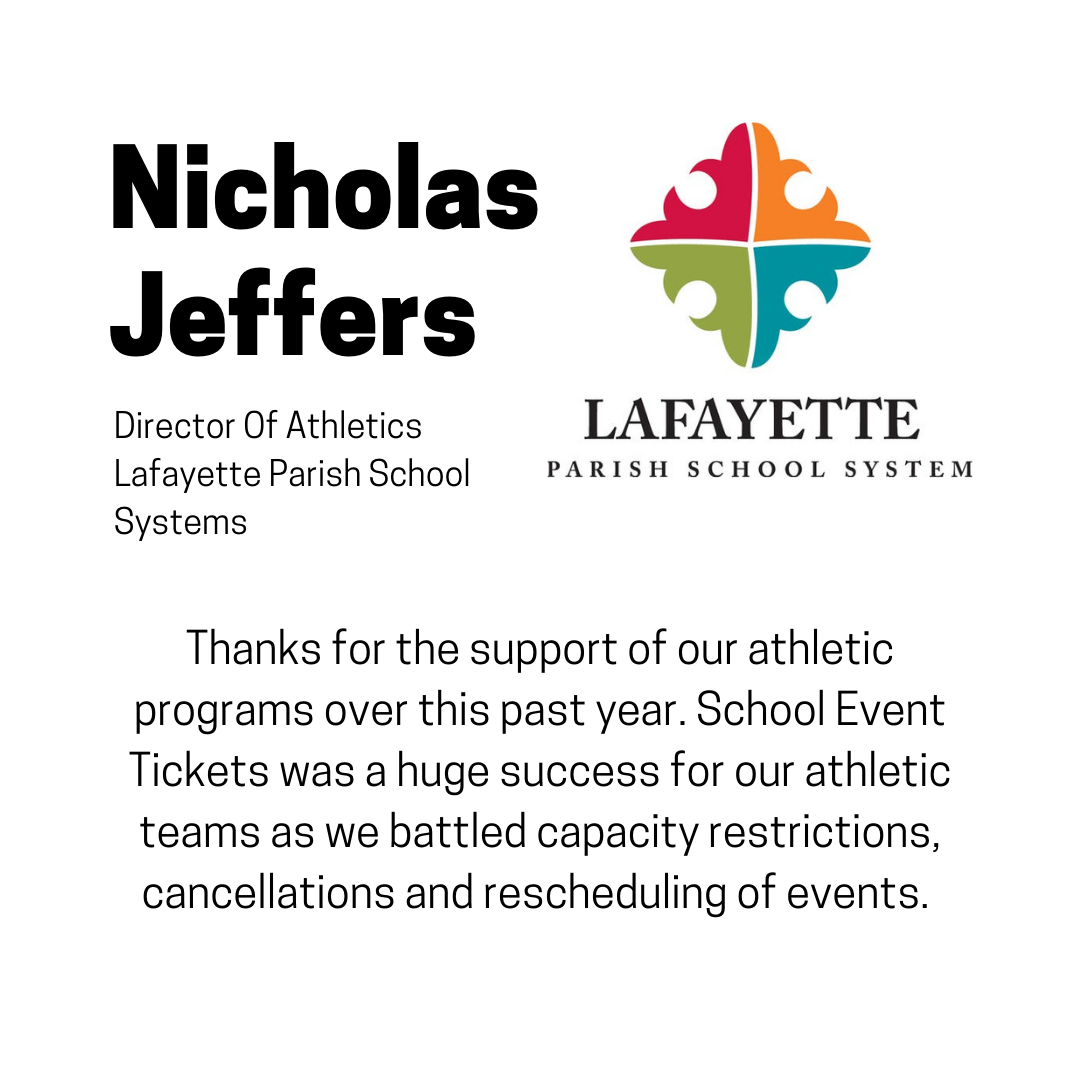 Nicholas
Jeffers
Director Of Athletics
Lafayette Parish School
Systems
LAFAYETTE
PARISH SCHOOL SYSTEM
Thanks for the support of our athletic
programs over this past year. School Event
Tickets was a huge success for our athletic
teams as we battled capacity restrictions,
cancellations and rescheduling of events.